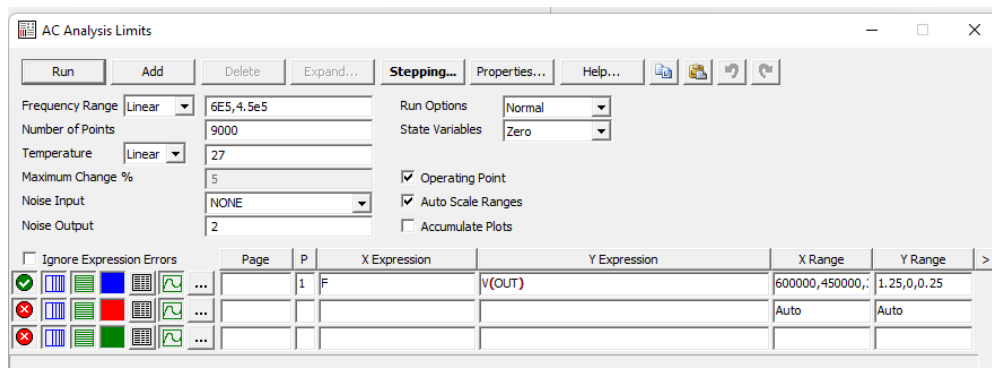 AC Analysis Limits
Run Add Delete Expand... Stepping... Properties... Help...
Frequency Range Linear 6E5,4.5e5 Run Options Normal
Number of Points 9000 State Variables Zero
Temperature Linear 27
Maximum Change % 5 Operating Point
Noise Input NONE Auto Scale Ranges
Noise Output 2 Accumulate Plots
Ignore Expression Errors Page P X Expression Y Expression X Range Y Range >
... 1 F V(OUT) 600000,450000, 1.25,0,0.25
... Auto Auto
...